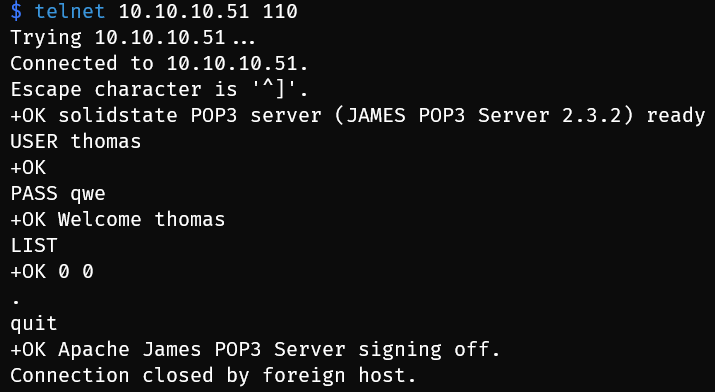 $ telnet 10.10.10.51 110
Trying 10.10.10.51...
Connected to 10.10.10.51.
Escape character is '^]'.
+OK solidstate POP3 server (JAMES POP3 Server 2.3.2) ready
USER thomas
+OK
PASS qwe
+OK Welcome thomas
LIST
+OK 0 0
.
quit
+OK Apache James POP3 Server signing off.
Connection closed by foreign host.